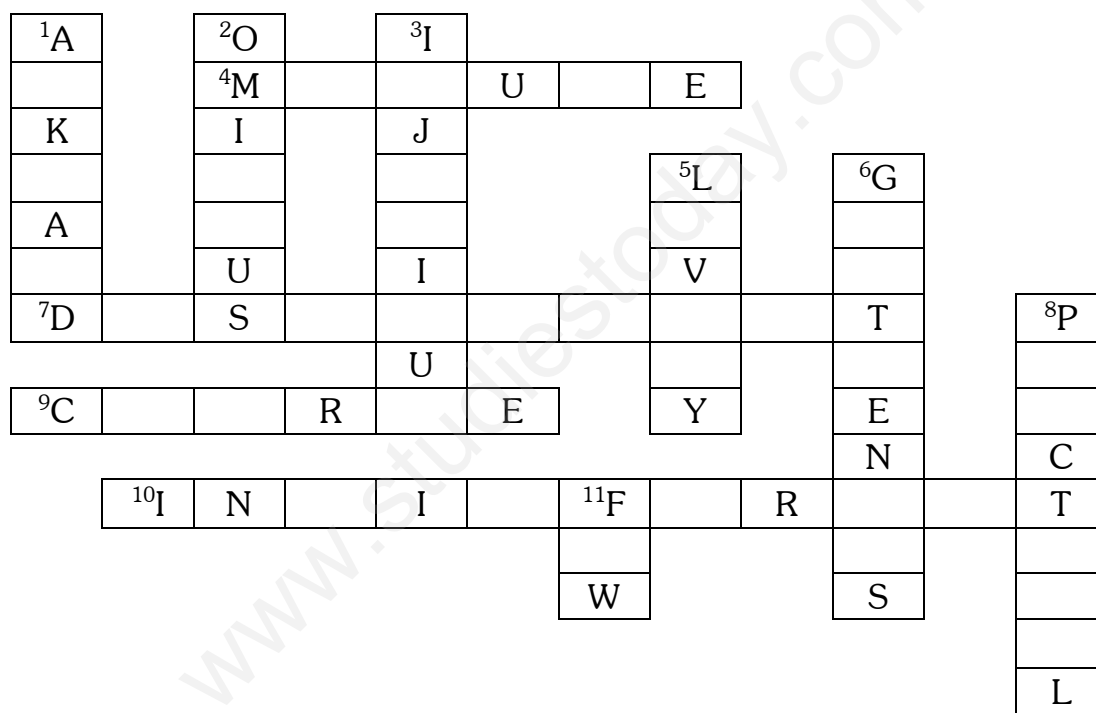 1A 2O 3I
4M U E
K I J
5L 6G
A
U I V
7D S T 8P
U
9C R E Y E
N C
10I N I 11F R T
W S
L
www.studiestoday.com